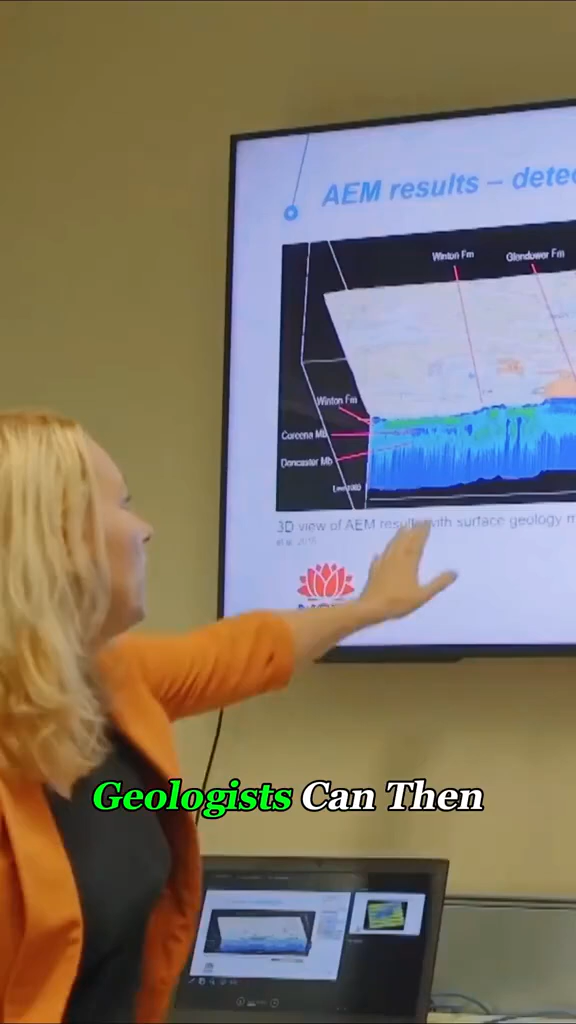 AEM results – detec
Winton Fm
Glendower Fm
Winton Fm
Coreena Mb
Doncaster Mb
3D view of AEM results with surface geology m
Geologists Can Then